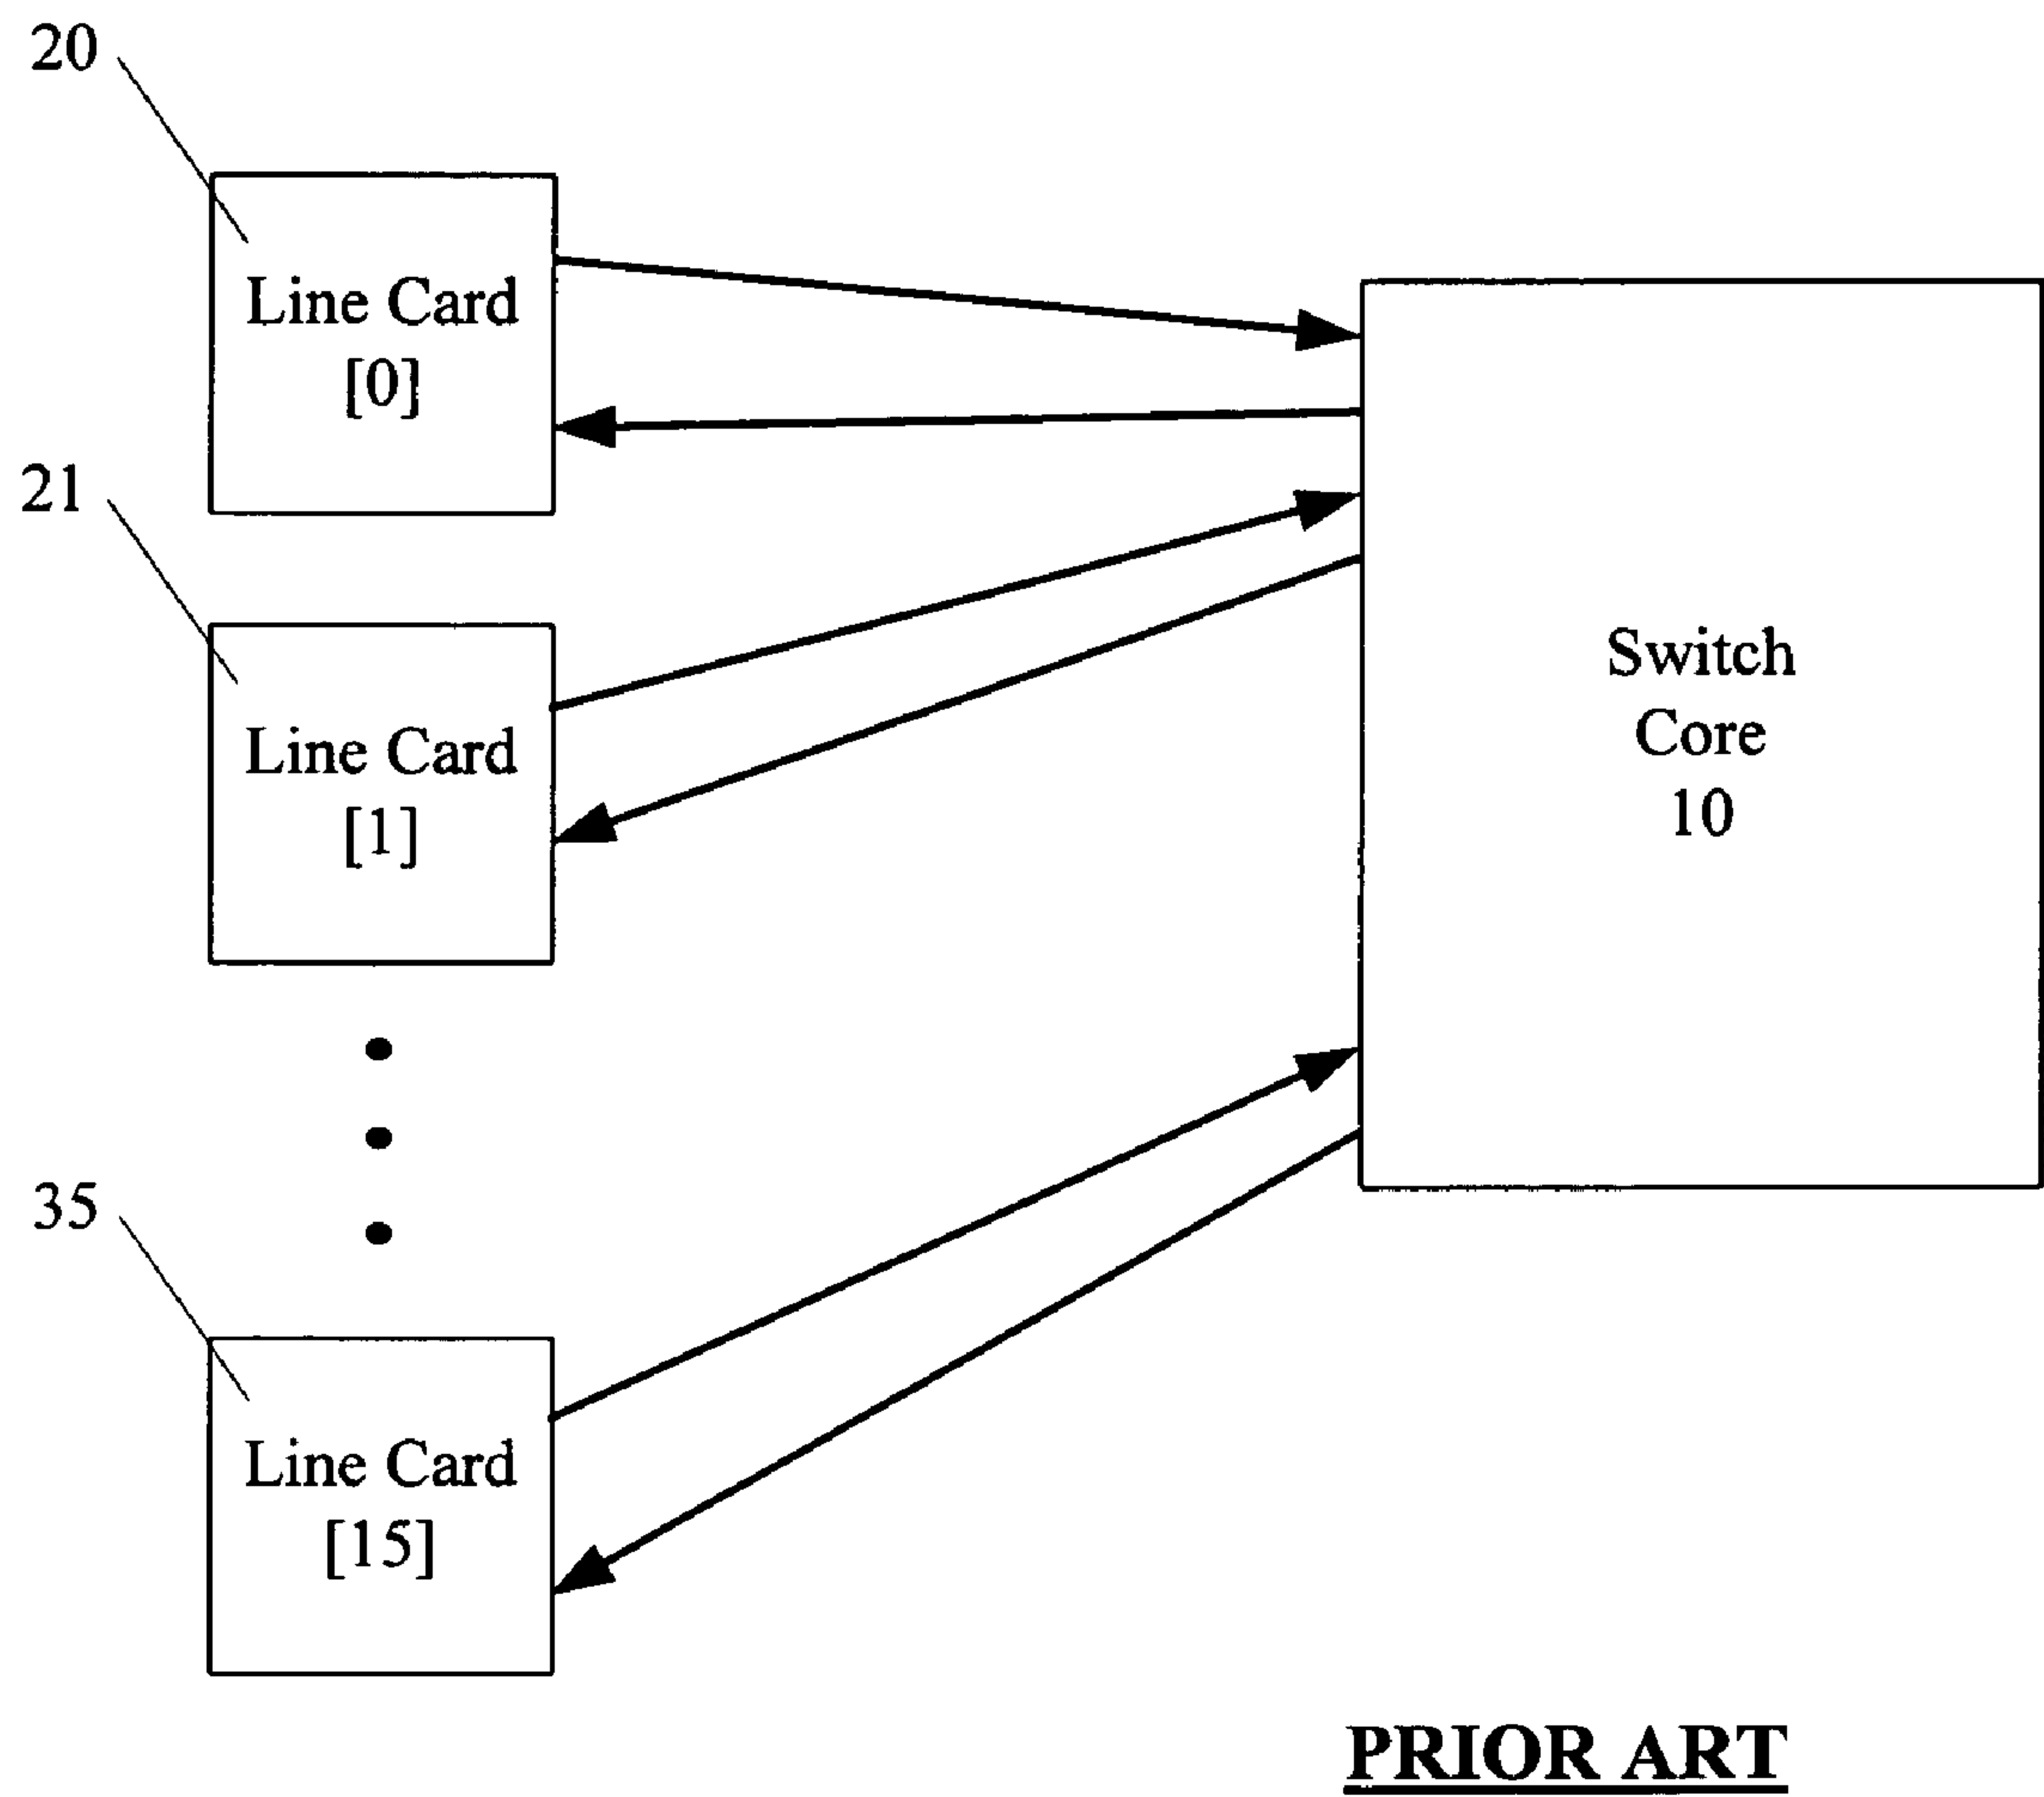 20
Line Card
[0]
21
Line Card
[1]
Switch
Core
10
35
Line Card
[15]
PRIOR ART